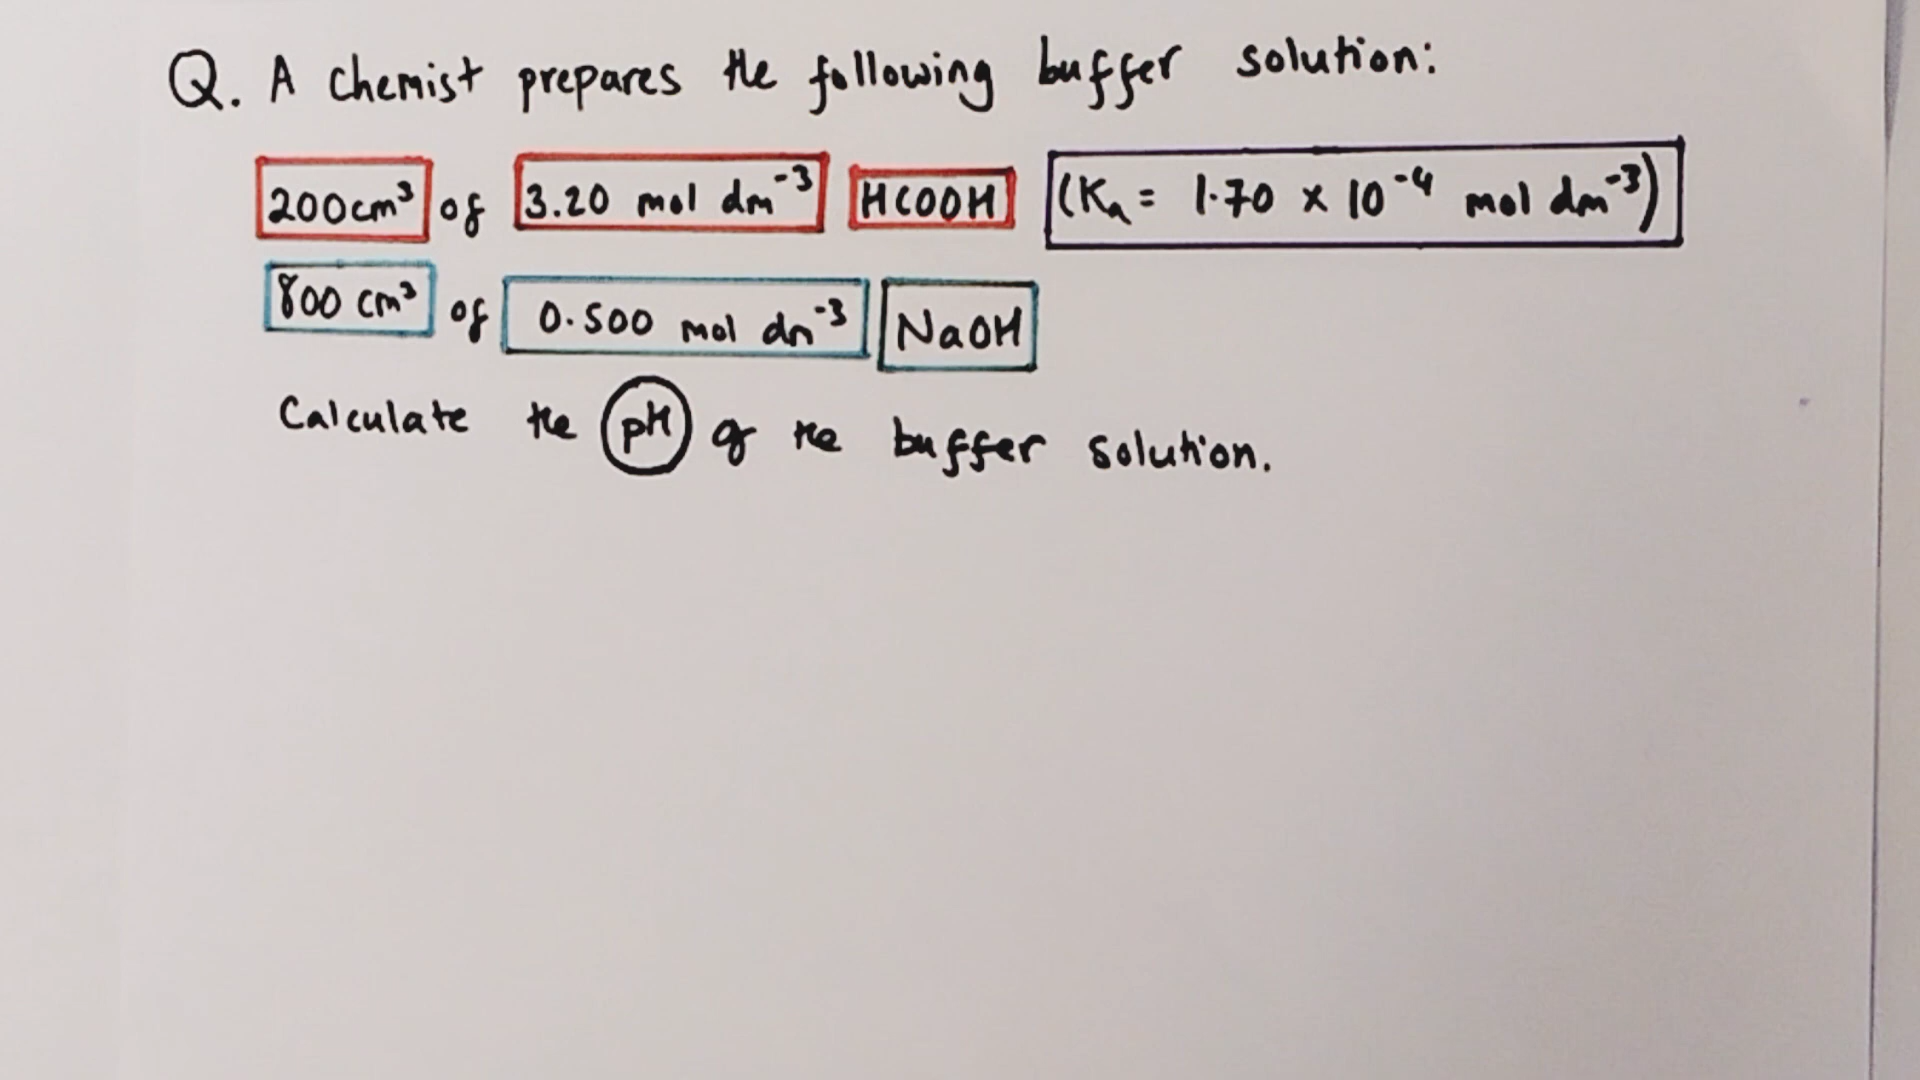 Q. A chemist prepares the following buffer solution:
200cm³ of 3.20 mol dm⁻³ HCOOH (Kₐ = 1.70 x 10⁻⁴ mol dm⁻³)
800 cm³ of 0.500 mol dm⁻³ NaOH
Calculate the pH of the buffer solution.